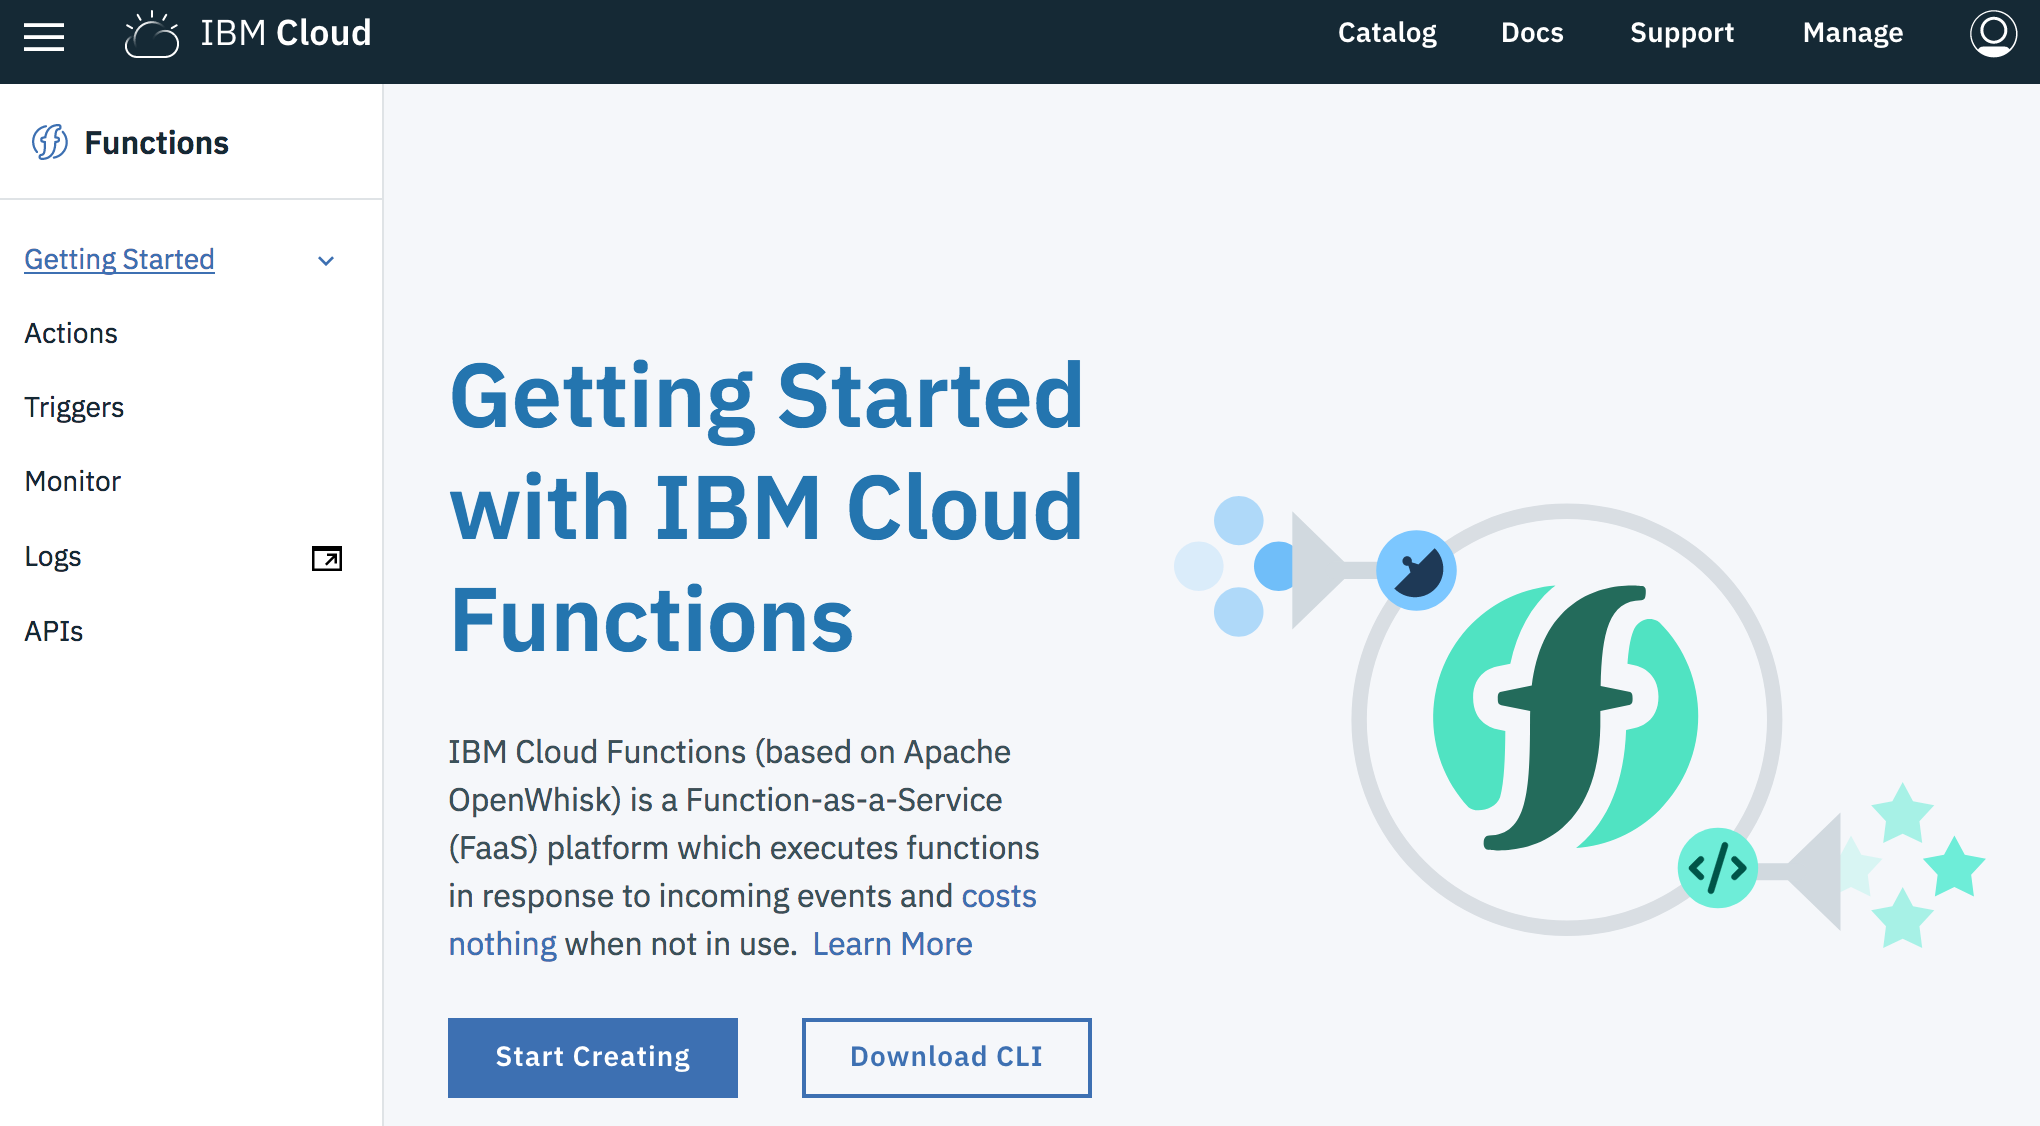 IBM Cloud
Catalog
Docs
Support
Manage
Functions
Getting Started
Actions
Triggers
Monitor
Logs
APIs
Getting Started
with IBM Cloud
Functions
IBM Cloud Functions (based on Apache
OpenWhisk) is a Function-as-a-Service
(FaaS) platform which executes functions
in response to incoming events and costs
nothing when not in use. Learn More
Start Creating
Download CLI